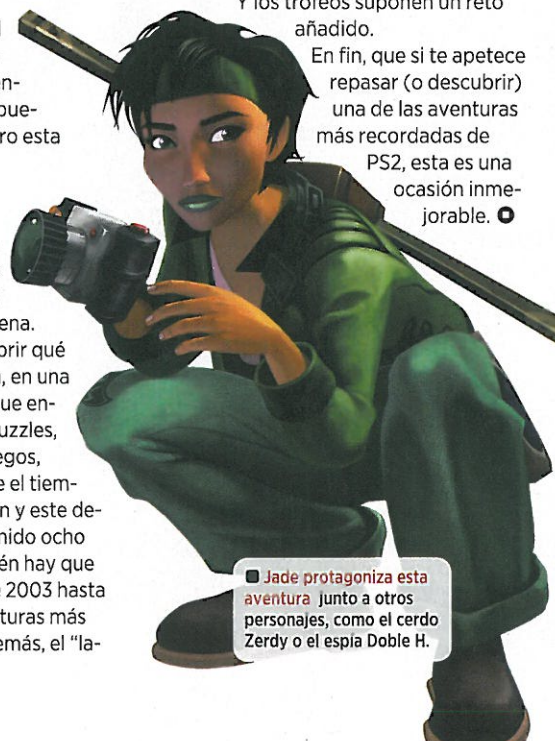 en-
pue-
ro esta
ena.
brir qué
, en una
ue en-
uzzles,
egos,
e el tiem-
n y este de-
nido ocho
én hay que
2003 hasta
turas más
emás, el "la-
Y los trofeos suponen un reto
añadido.
En fin, que si te apetece
repasar (o descubrir)
una de las aventuras
más recordadas de
PS2, esta es una
ocasión inme-
jorable.
Jade protagoniza esta
aventura junto a otros
personajes, como el cerdo
Zerdy o el espía Doble H.